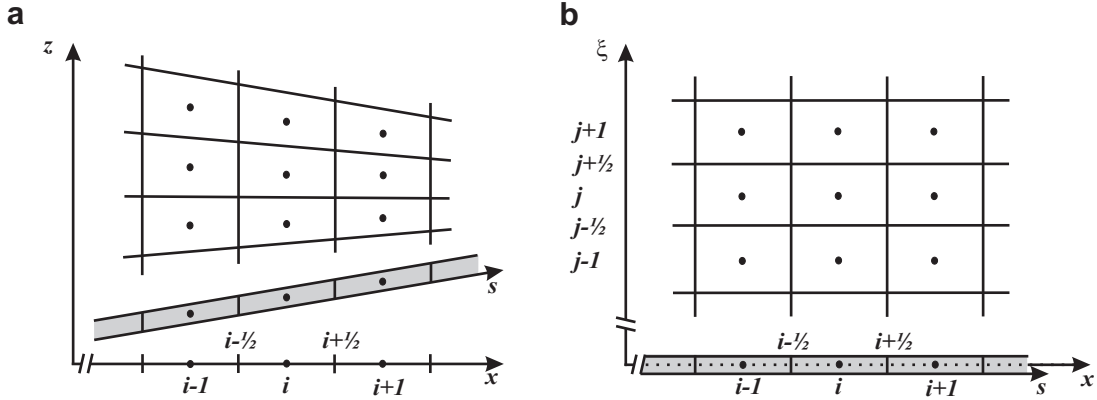 a
z
s
i-½ i+½
i-1 i i+1 x
b
ξ
j+1
j+½
j
j-½
j-1
i-½ i+½
i-1 i i+1 s x